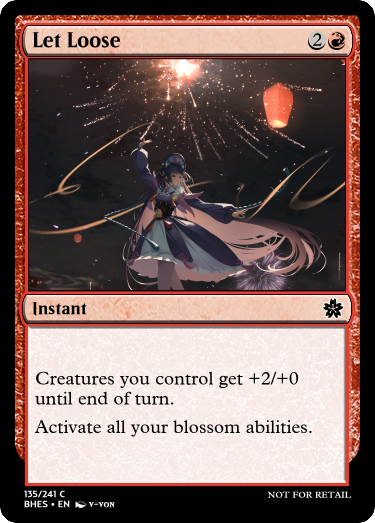 Let Loose 2
Instant
Creatures you control get +2/+0
until end of turn.
Activate all your blossom abilities.
135/241 C
BHES • EN V-VON
NOT FOR RETAIL